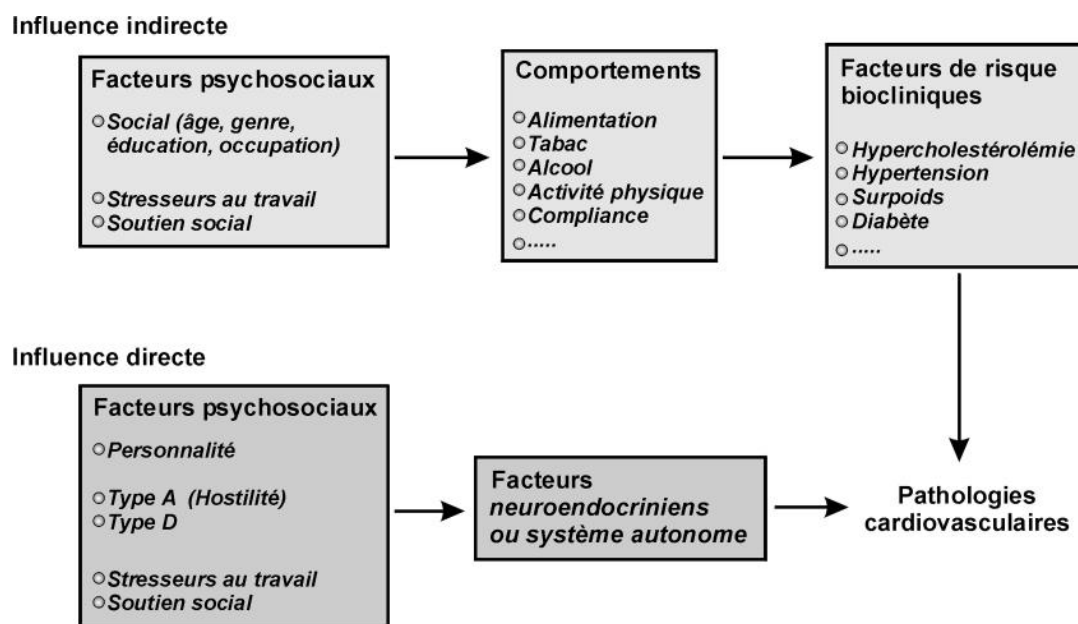 Influence indirecte
Facteurs psychosociaux
Social (âge, genre,
éducation, occupation)
Stresseurs au travail
Soutien social
Comportements
Alimentation
Tabac
Alcool
Activité physique
Compliance
.....
Facteurs de risque
biocliniques
Hypercholestérolémie
Hypertension
Surpoids
Diabète
.....
Influence directe
Facteurs psychosociaux
Personnalité
Type A (Hostilité)
Type D
Stresseurs au travail
Soutien social
Facteurs
neuroendocriniens
ou système autonome
Pathologies
cardiovasculaires